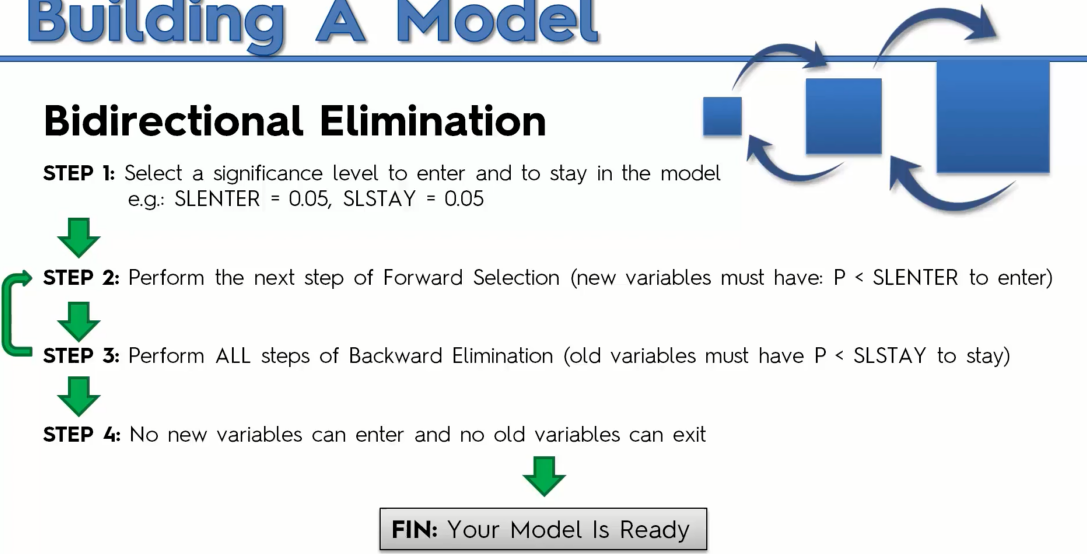 Building A Model
Bidirectional Elimination
STEP 1: Select a significance level to enter and to stay in the model
e.g.: SLENTER = 0.05, SLSTAY = 0.05
STEP 2: Perform the next step of Forward Selection (new variables must have: P < SLENTER to enter)
STEP 3: Perform ALL steps of Backward Elimination (old variables must have P < SLSTAY to stay)
STEP 4: No new variables can enter and no old variables can exit
FIN: Your Model Is Ready